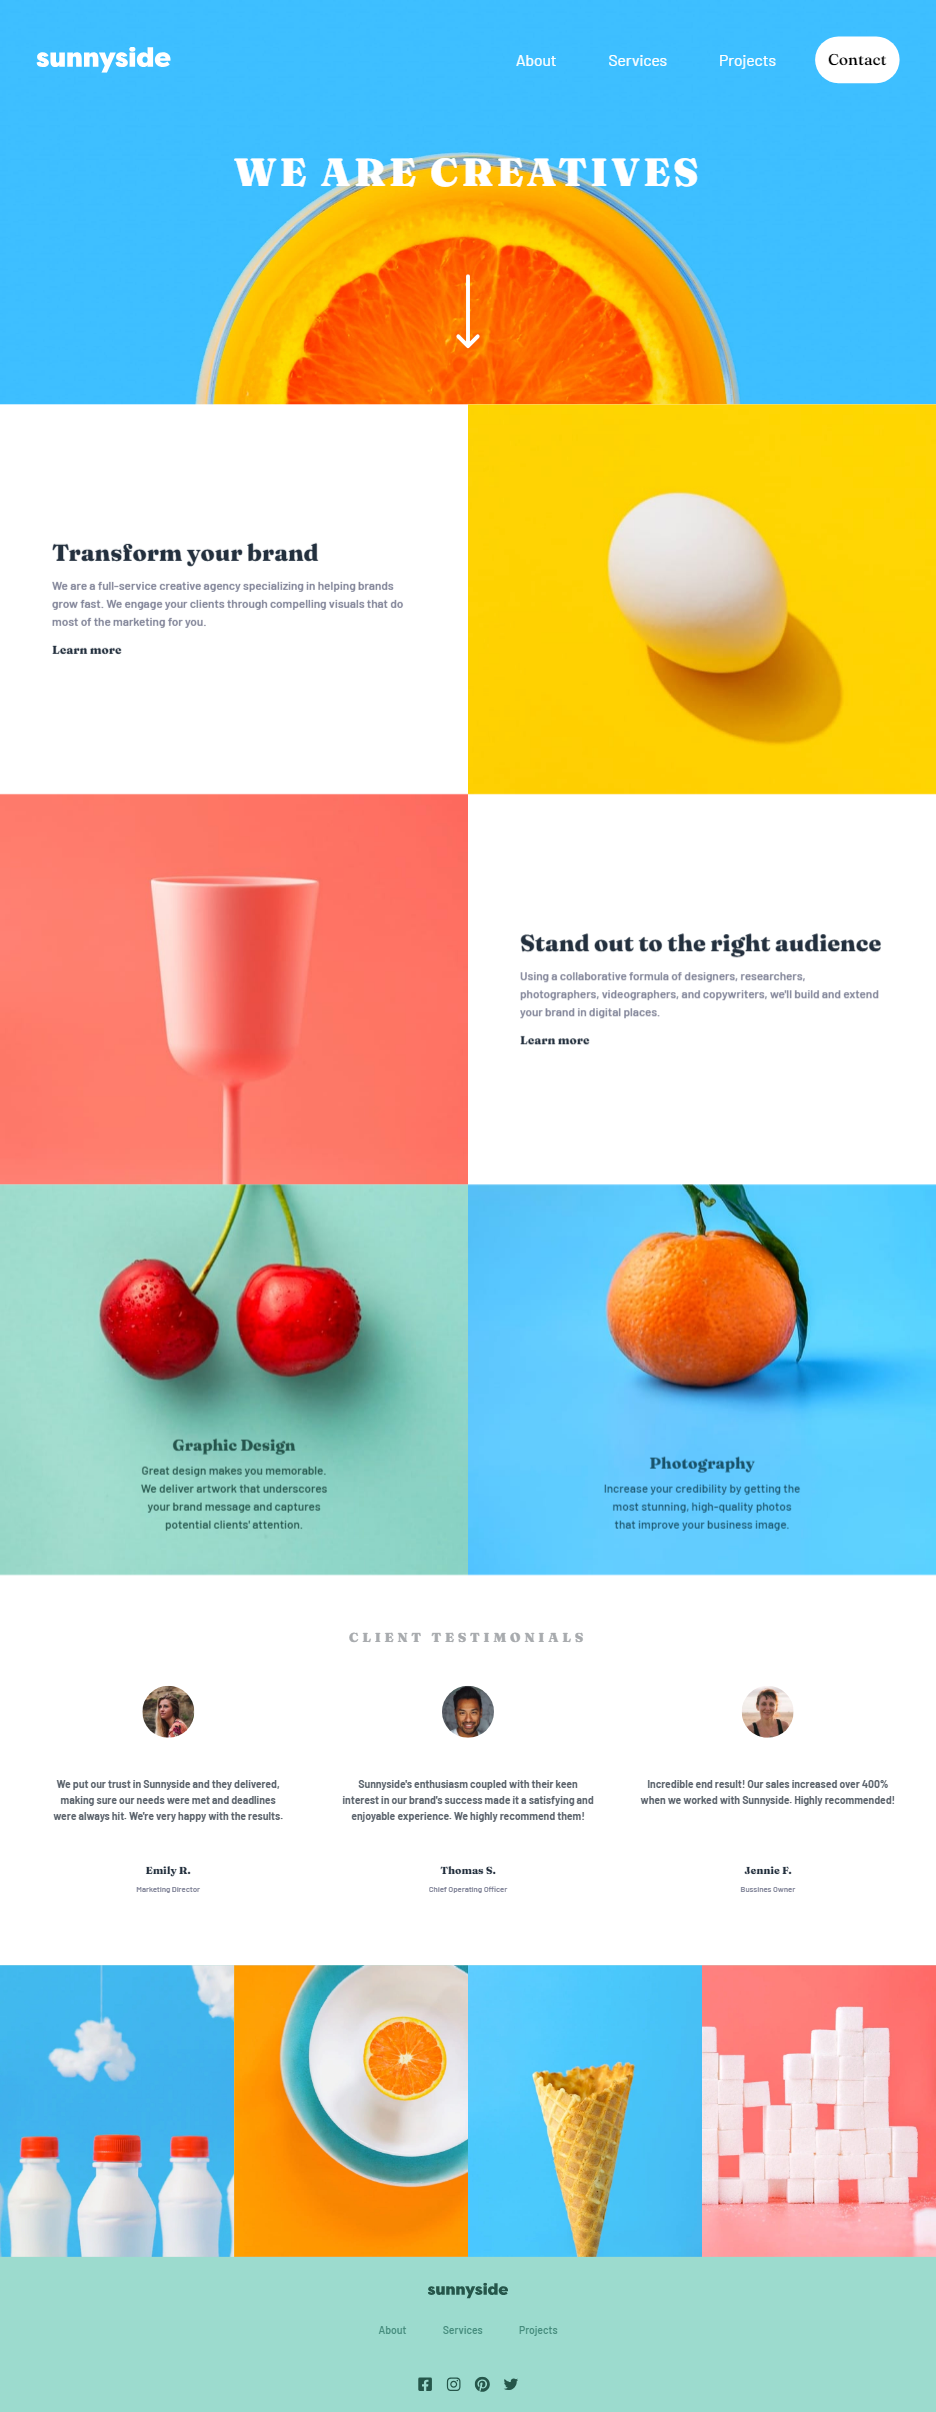 sunnyside
About
Services
Projects
Contact
WE ARE CREATIVES
Transform your brand
We are a full-service creative agency specializing in helping brands
grow fast. We engage your clients through compelling visuals that do
most of the marketing for you.
Learn more
Stand out to the right audience
Using a collaborative formula of designers, researchers,
photographers, videographers, and copywriters, we'll build and extend
your brand in digital places.
Learn more
Graphic Design
Great design makes you memorable.
We deliver artwork that underscores
your brand message and captures
potential clients' attention.
Photography
Increase your credibility by getting the
most stunning, high-quality photos
that improve your business image.
CLIENT TESTIMONIALS
We put our trust in Sunnyside and they delivered,
making sure our needs were met and deadlines
were always hit. We're very happy with the results.
Emily R.
Marketing Director
Sunnyside's enthusiasm coupled with their keen
interest in our brand's success made it a satisfying and
enjoyable experience. We highly recommend them!
Thomas S.
Chief Operating Officer
Incredible end result! Our sales increased over 400%
when we worked with Sunnyside. Highly recommended!
Jennie F.
Bussines Owner
sunnyside
About
Services
Projects